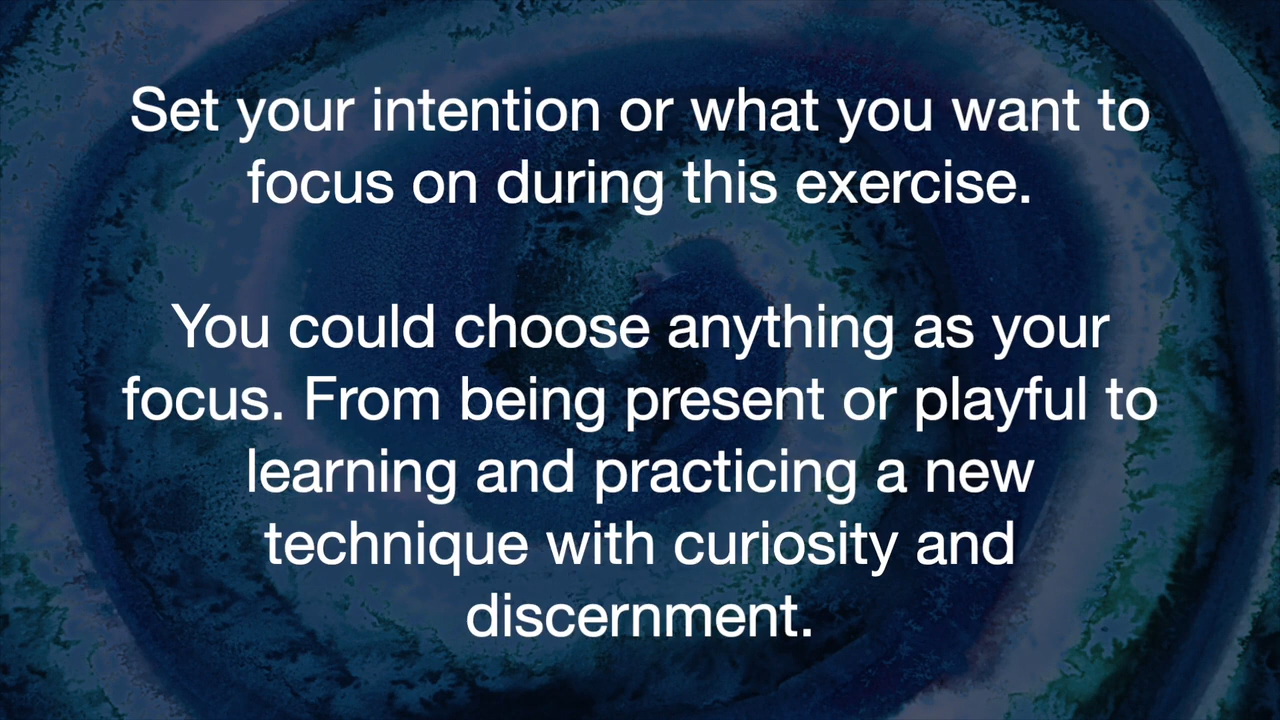 Set your intention or what you want to
focus on during this exercise.
You could choose anything as your
focus. From being present or playful to
learning and practicing a new
technique with curiosity and
discernment.